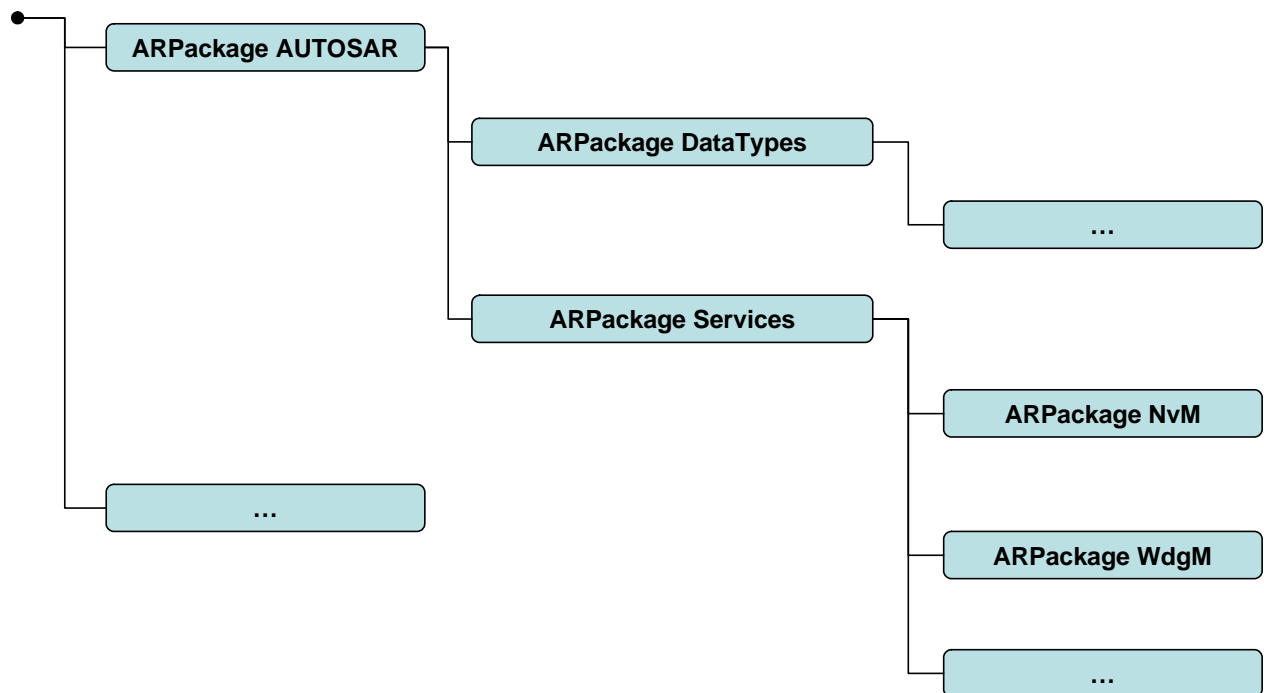 ARPackage AUTOSAR
ARPackage DataTypes
…
ARPackage Services
ARPackage NvM
…
ARPackage WdgM
…